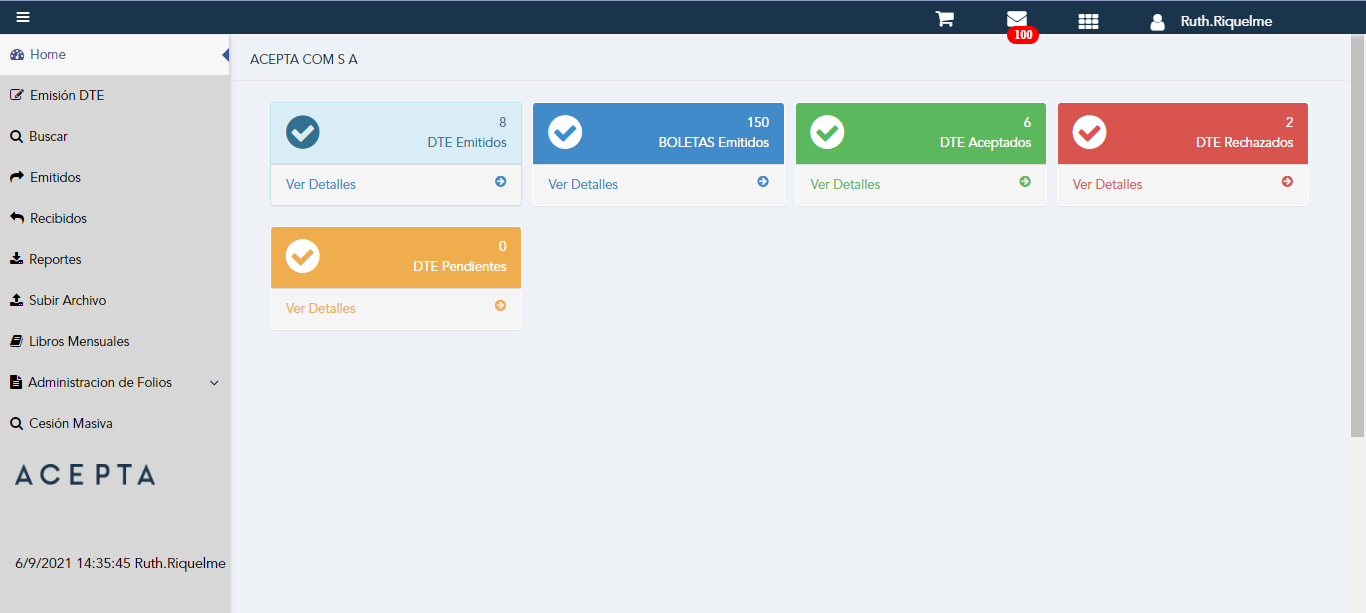 100
Ruth.Riquelme
Home
Emisión DTE
Buscar
Emitidos
Recibidos
Reportes
Subir Archivo
Libros Mensuales
Administracion de Folios
Cesión Masiva
ACEPTA
6/9/2021 14:35:45 Ruth.Riquelme
ACEPTA COM S A
8
DTE Emitidos
Ver Detalles
150
BOLETAS Emitidos
Ver Detalles
6
DTE Aceptados
Ver Detalles
2
DTE Rechazados
Ver Detalles
0
DTE Pendientes
Ver Detalles